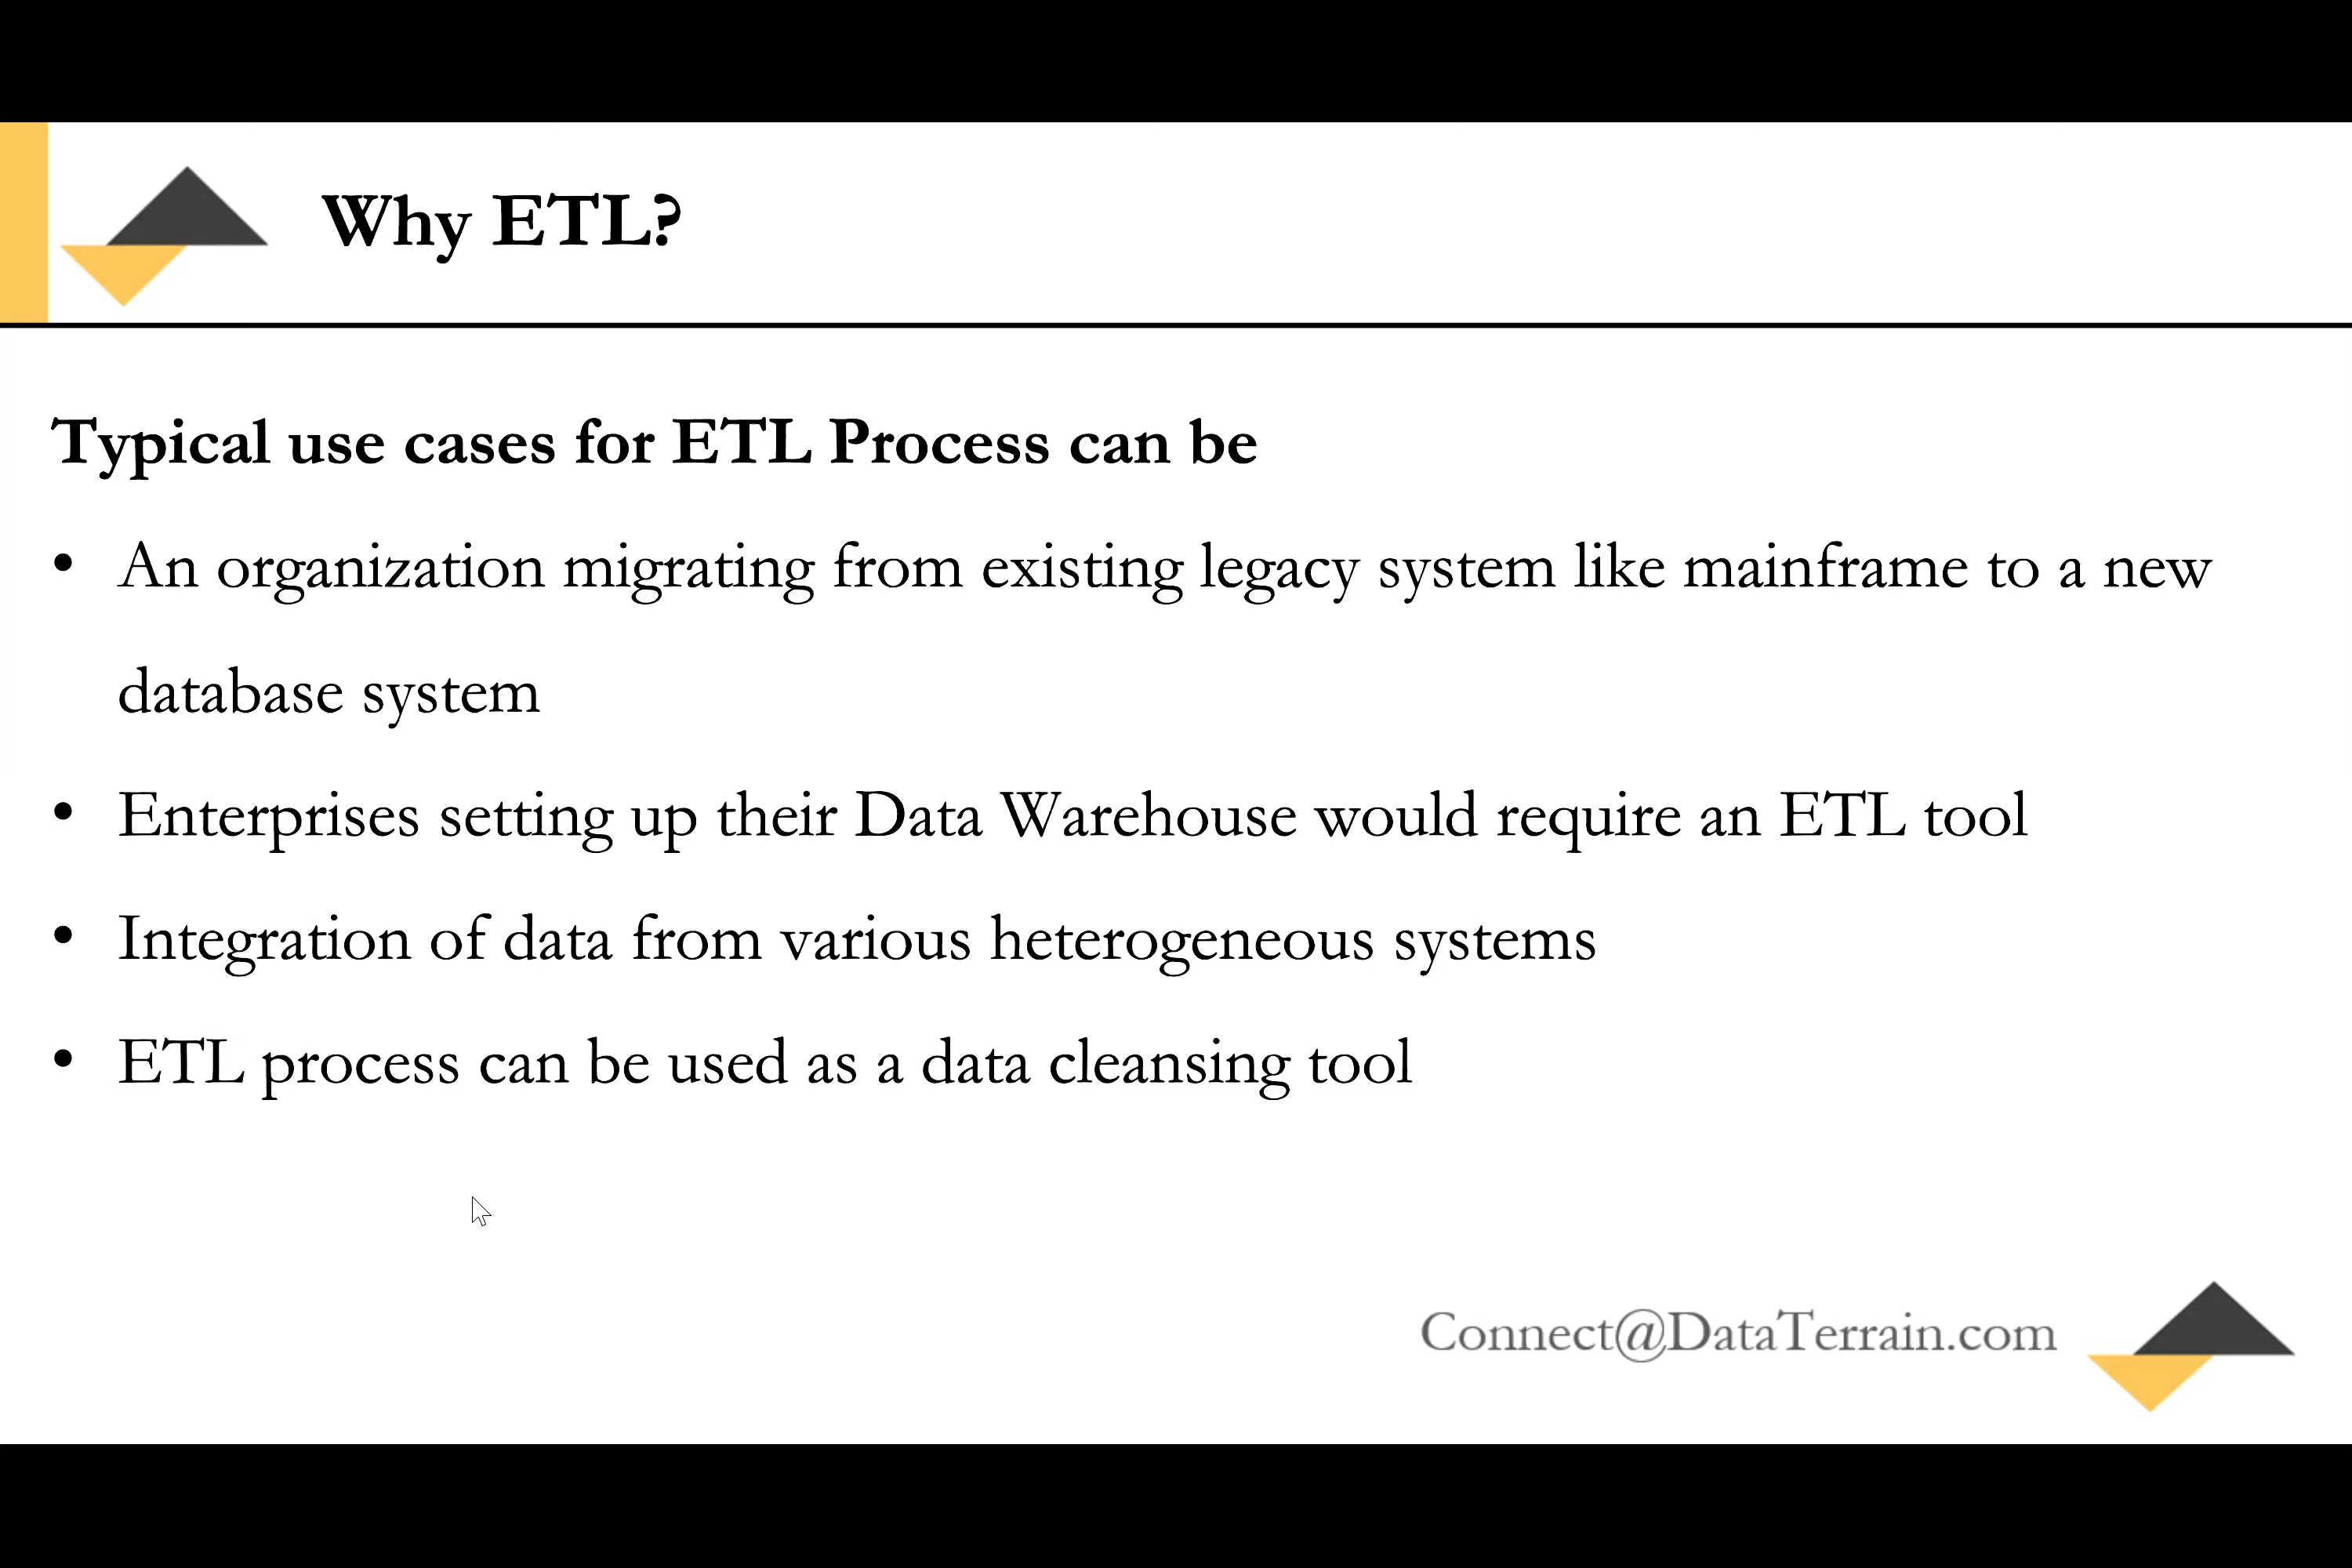 Why ETL?
Typical use cases for ETL Process can be
• An organization migrating from existing legacy system like mainframe to a new
database system
• Enterprises setting up their Data Warehouse would require an ETL tool
• Integration of data from various heterogeneous systems
• ETL process can be used as a data cleansing tool
Connect@DataTerrain.com